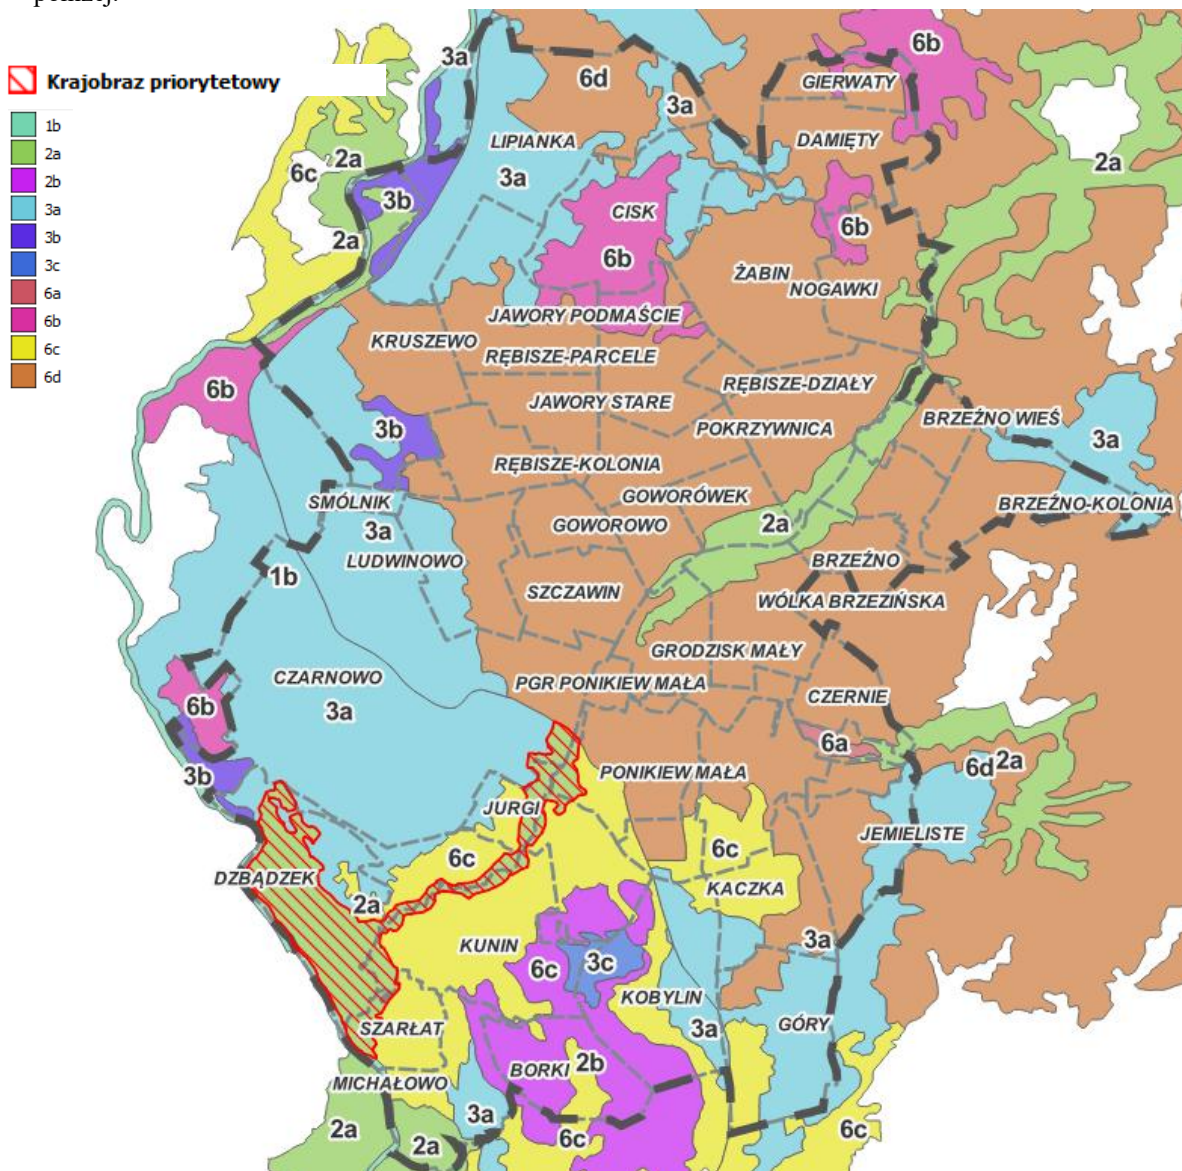 Krajobraz priorytetowy
1b
2a
2b
3a
3b
3c
6a
6b
6c
6d
3a
6d
6b
GIERWATY
3a
LIPIANKA
DAMIĘTY
2a
6c
2a
3a
3b
CISK
6b
2a
6b
ŻABIN
NOGAWKI
JAWORY PODMAŚCIE
KRUSZEWO
RĘBISZE-PARCELE
6b
RĘBISZE-DZIAŁY
JAWORY STARE
BRZEŹNO WIEŚ
3b
POKRZYWNICA
3a
RĘBISZE-KOLONIA
SMÓLNIK
GOWORÓWEK
BRZEŹNO-KOLONIA
3a
GOWOROWO
2a
LUDWINOWO
BRZEŹNO
1b
SZCZAWIN
WÓLKA BRZEZIŃSKA
GRODZISK MAŁY
CZARNOWO
PGR PONIKIEW MAŁA
CZERNIE
6b
3a
6a
3b
PONIKIEW MAŁA
6d
2a
JURGI
JEMIELISTE
6c
6c
DZBĄDZEK
KACZKA
2a
KUNIN
3a
6c
3c
KOBYLIN
SZARŁAT
3a
GÓRY
BORKI
2b
MICHAŁOWO
3a
2a
2a
6c
6c